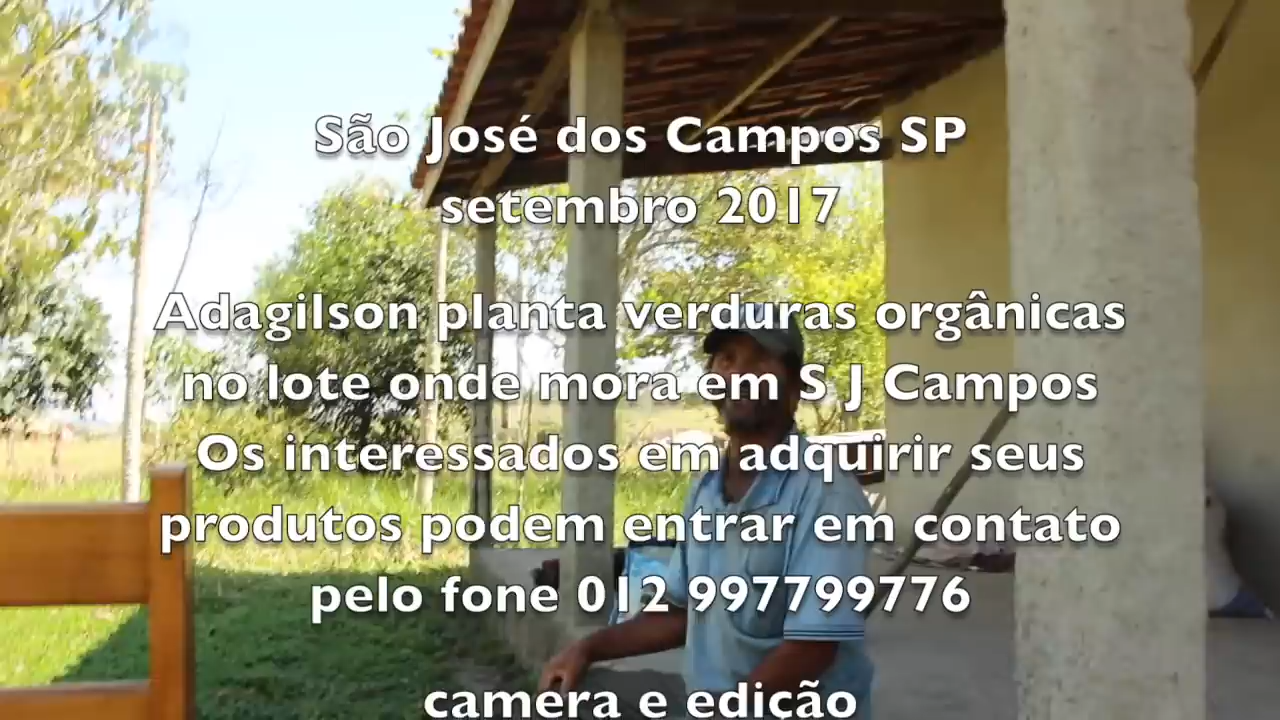 São José dos Campos SP
setembro 2017
Adagilson planta verduras orgânicas
no lote onde mora em S J Campos
Os interessados em adquirir seus
produtos podem entrar em contato
pelo fone 012 997799776
camera e edição